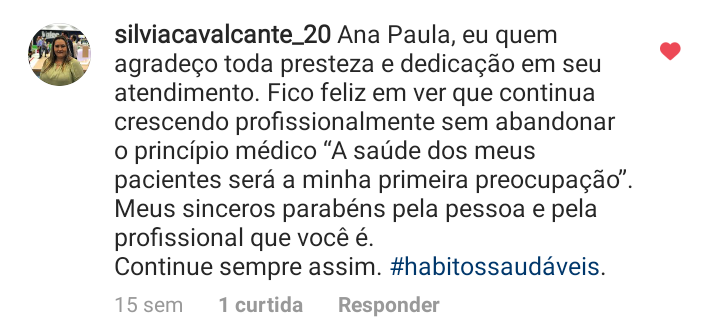 silviacavalcante_20 Ana Paula, eu quem
agradeço toda presteza e dedicação em seu
atendimento. Fico feliz em ver que continua
crescendo profissionalmente sem abandonar
o princípio médico “A saúde dos meus
pacientes será a minha primeira preocupação”.
Meus sinceros parabéns pela pessoa e pela
profissional que você é.
Continue sempre assim. #habitossaudáveis.
15 sem 1 curtida Responder